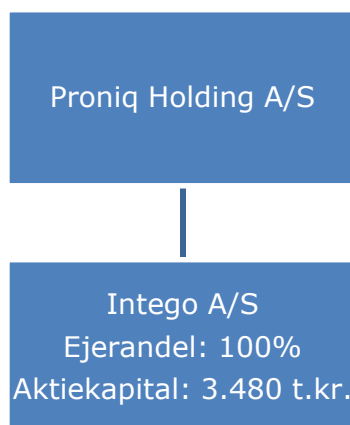 Proniq Holding A/S
Intego A/S
Ejerandel: 100%
Aktiekapital: 3.480 t.kr.